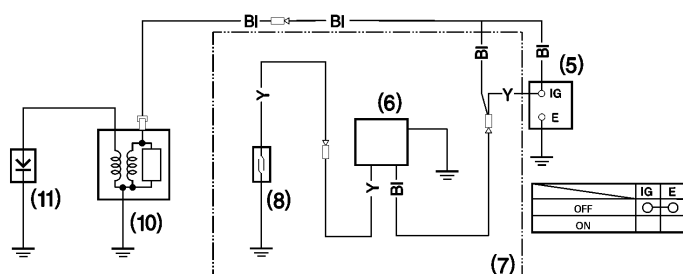 Bl Bl
Bl Bl (5)
Y Y IG
(6) E
Y Bl
(11) (10) (8) (7)
IG E
OFF
ON